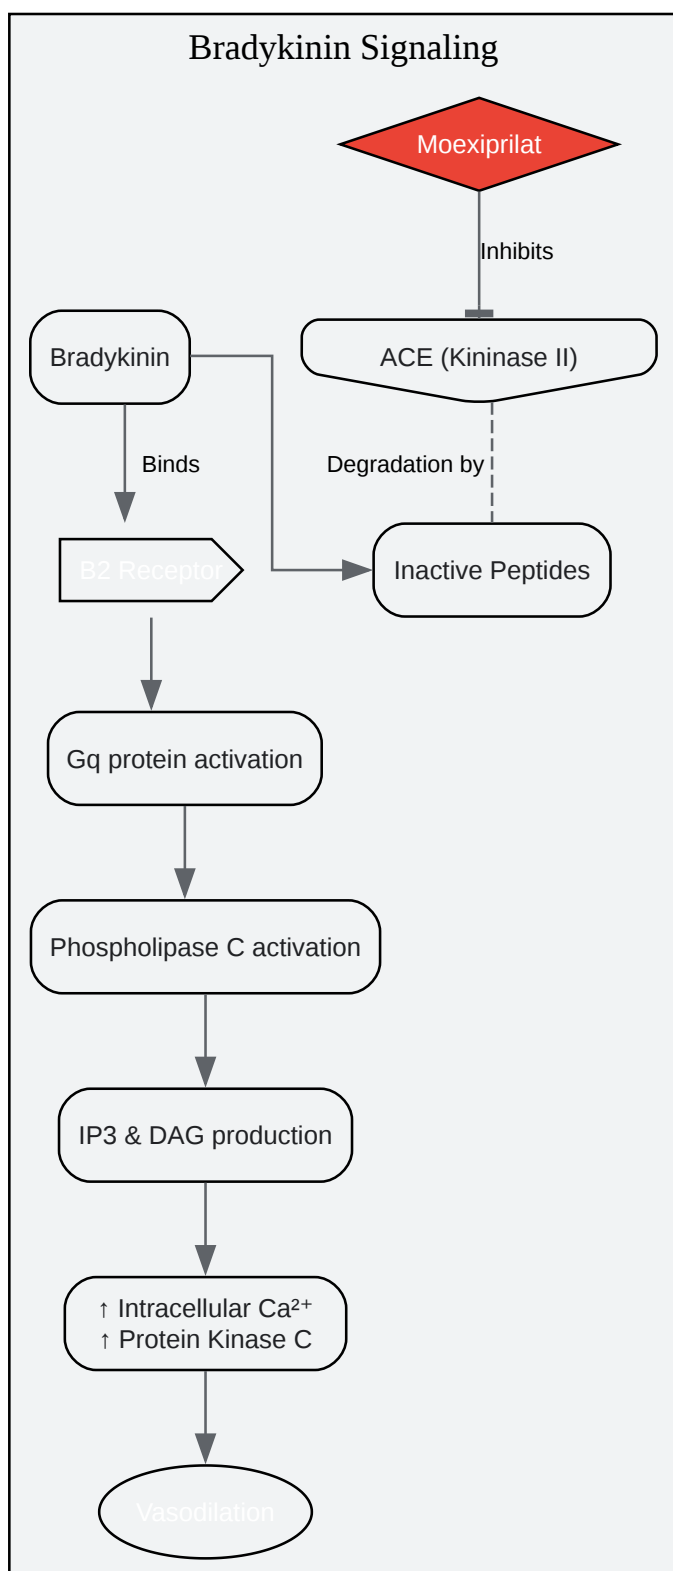 Bradykinin Signaling
Moexiprilat
Inhibits
Bradykinin
ACE (Kininase II)
Binds
Degradation by
B2 Receptor
Inactive Peptides
Gq protein activation
Phospholipase C activation
IP3 & DAG production
↑ Intracellular Ca²⁺
↑ Protein Kinase C
Vasodilation